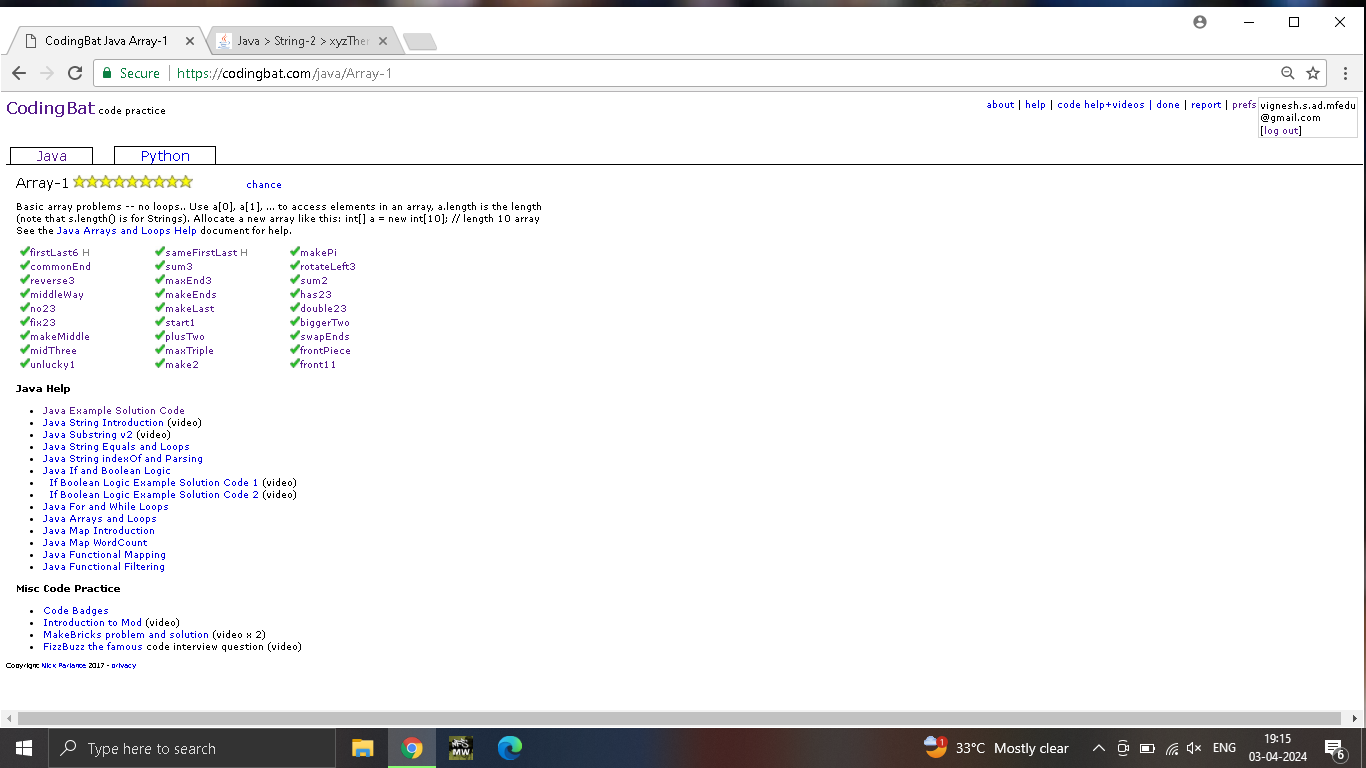 CodingBat Java Array-1
Java > String-2 > xyzTher
Secure
https://codingbat.com/java/Array-1
CodingBat code practice
about | help | code help+videos | done | report | prefs
vignesh.s.ad.mfedu
@gmail.com
[log out]
Java
Python
Array-1
chance
Basic array problems -- no loops.. Use a[0], a[1], ... to access elements in an array, a.length is the length
(note that s.length() is for Strings). Allocate a new array like this: int[] a = new int[10]; // length 10 array
See the Java Arrays and Loops Help document for help.
firstLast6 H sameFirstLast H makePi
commonEnd sum3 rotateLeft3
reverse3 maxEnd3 sum2
middleWay makeEnds has23
no23 makeLast double23
fix23 start1 biggerTwo
makeMiddle plusTwo swapEnds
midThree maxTriple frontPiece
unlucky1 make2 front11
Java Help
• Java Example Solution Code
• Java String Introduction (video)
• Java Substring v2 (video)
• Java String Equals and Loops
• Java String indexOf and Parsing
• Java If and Boolean Logic
• If Boolean Logic Example Solution Code 1 (video)
• If Boolean Logic Example Solution Code 2 (video)
• Java For and While Loops
• Java Arrays and Loops
• Java Map Introduction
• Java Map WordCount
• Java Functional Mapping
• Java Functional Filtering
Misc Code Practice
• Code Badges
• Introduction to Mod (video)
• MakeBricks problem and solution (video x 2)
• FizzBuzz the famous code interview question (video)
Copyright Nick Parlante 2017 - privacy
Type here to search
MW
1
33°C Mostly clear
ENG
19:15
03-04-2024
6